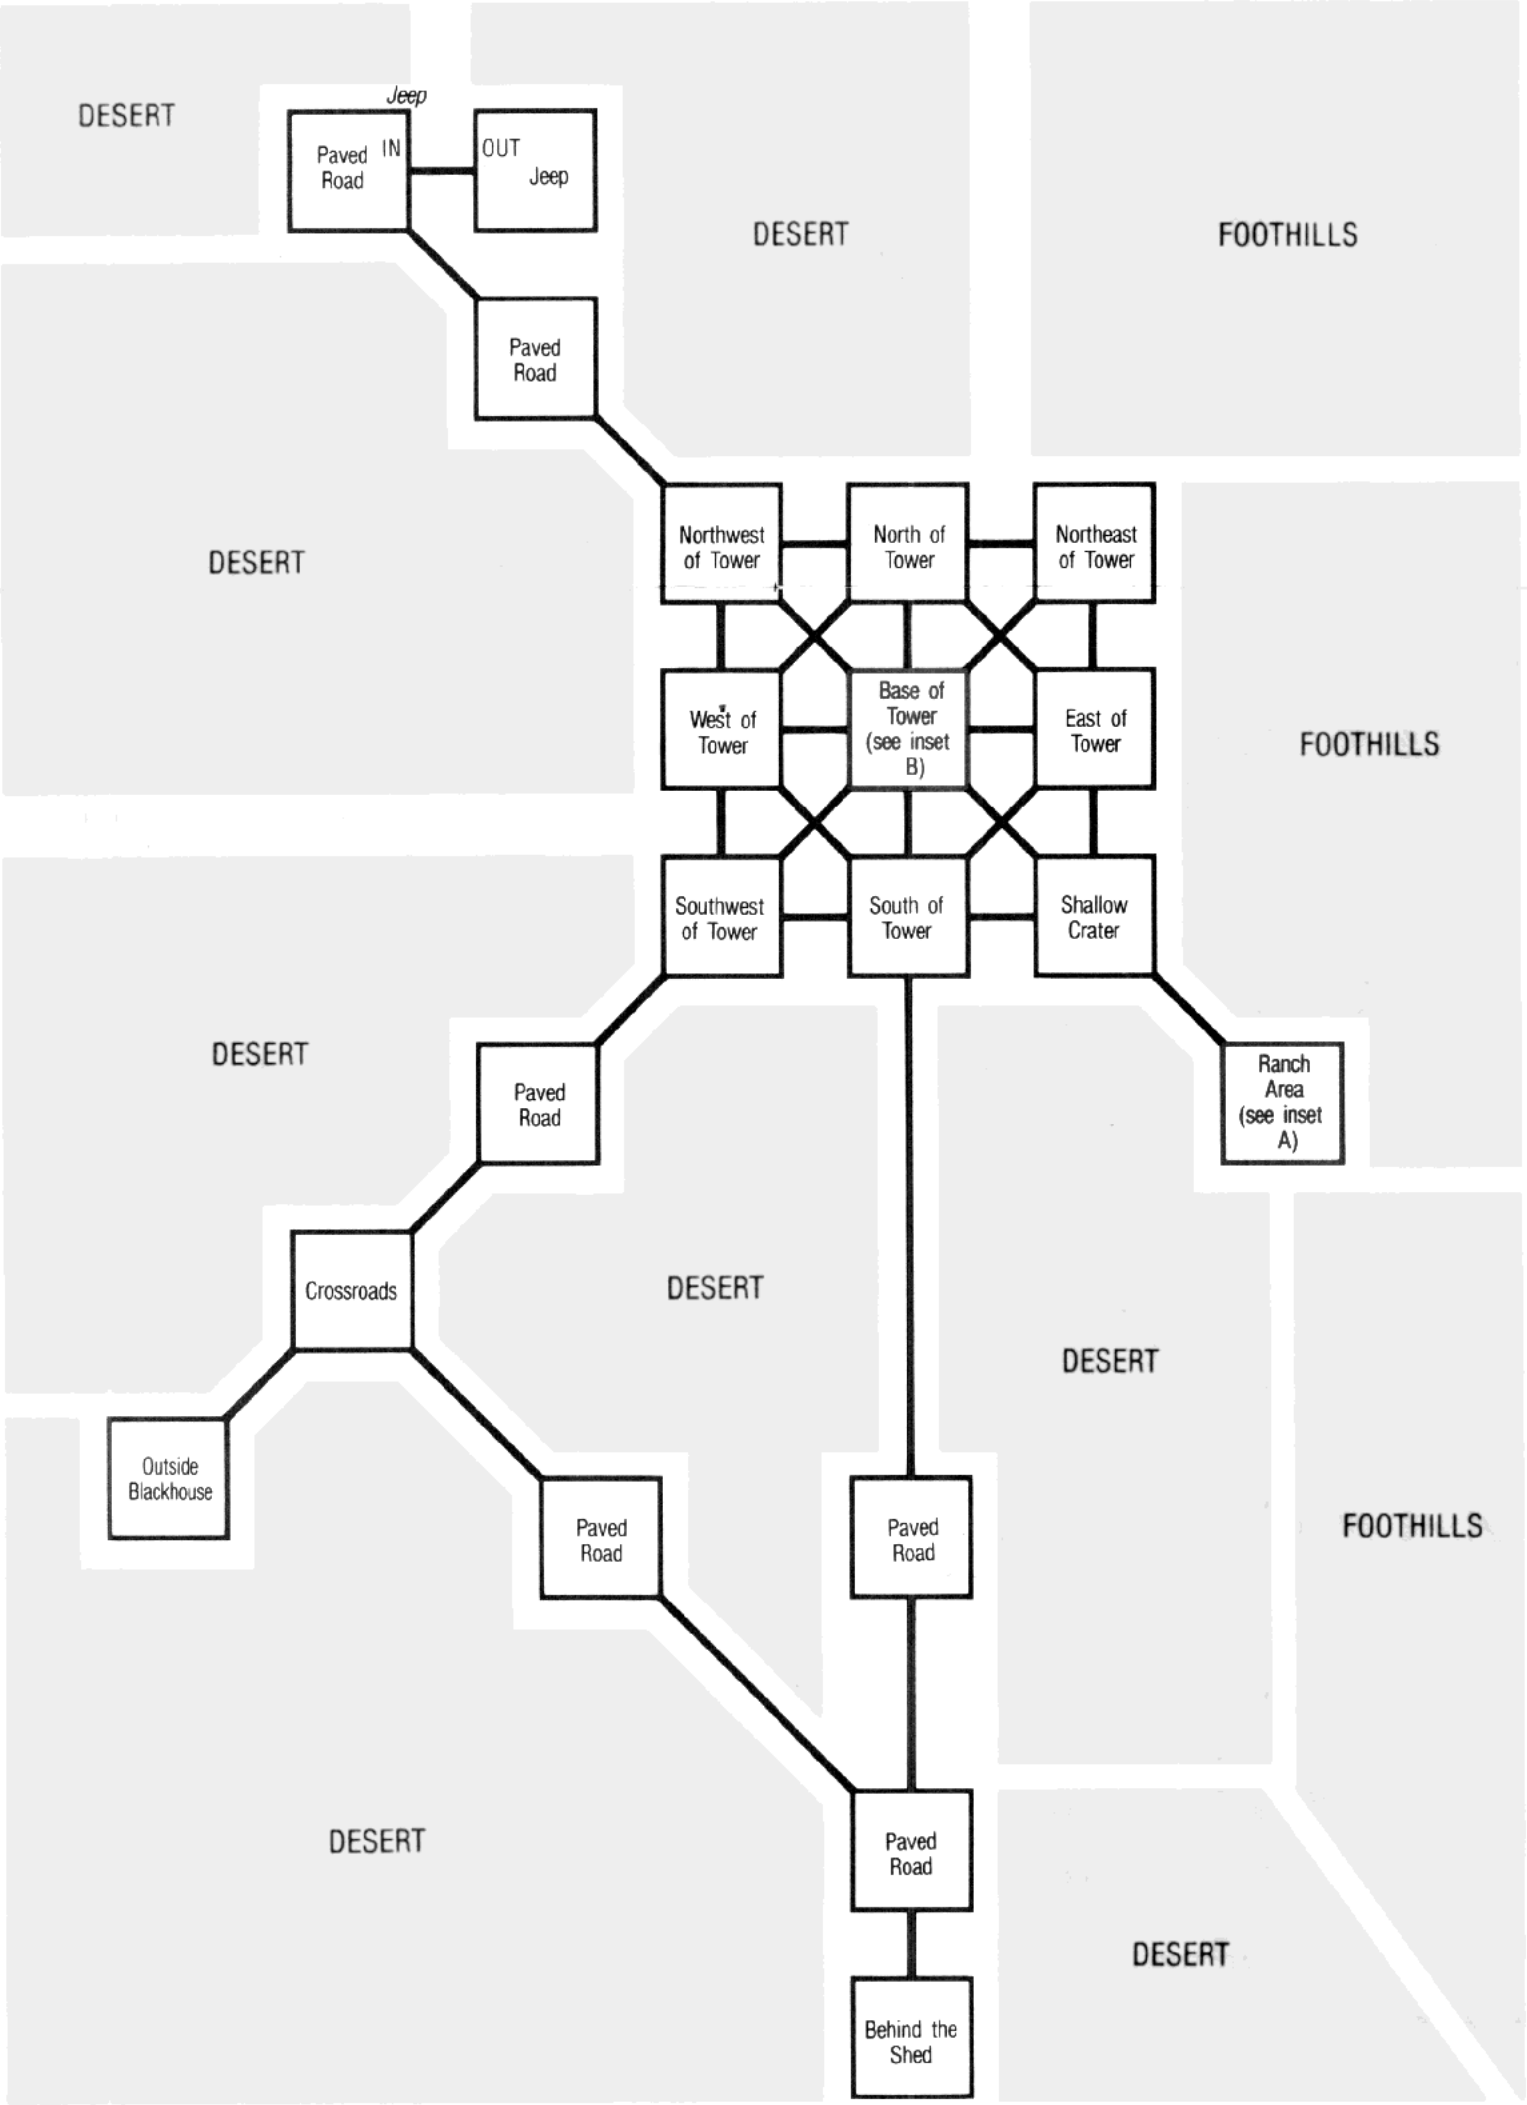 Jeep
DESERT
Paved IN
Road
OUT
Jeep
DESERT
FOOTHILLS
Paved
Road
DESERT
Northwest
of Tower
North of
Tower
Northeast
of Tower
West of
Tower
Base of
Tower
(see inset
B)
East of
Tower
FOOTHILLS
Southwest
of Tower
South of
Tower
Shallow
Crater
DESERT
Paved
Road
Ranch
Area
(see inset
A)
Crossroads
DESERT
DESERT
Outside
Blackhouse
Paved
Road
Paved
Road
FOOTHILLS
DESERT
Paved
Road
DESERT
Behind the
Shed